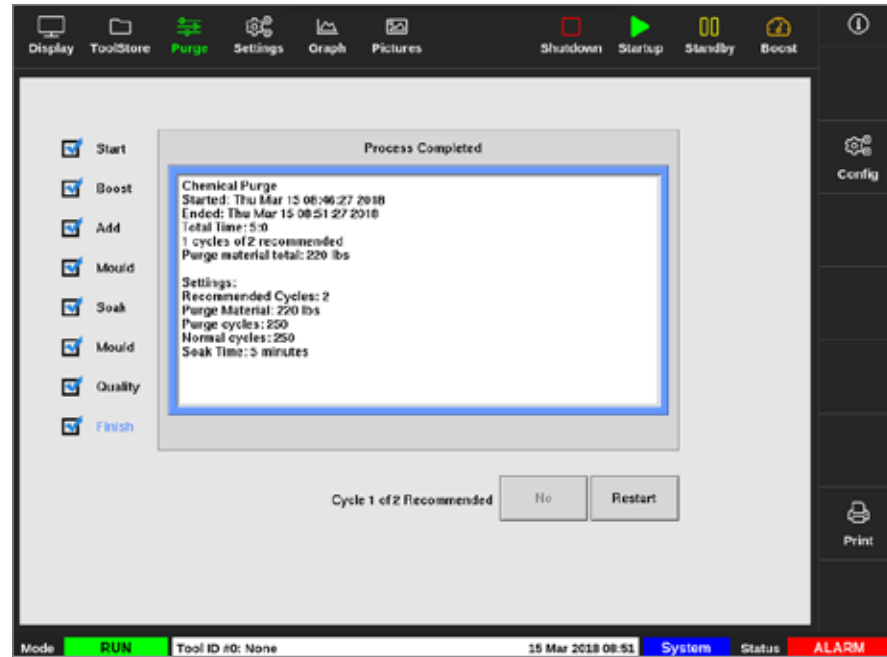 Display ToolStore Purge Settings Graph Pictures Shutdown Startup Standby Boost
Config
Print
Start
Boost
Add
Mould
Soak
Mould
Quality
Finish
Process Completed
Chemical Purge
Started: Thu Mar 15 08:46:27 2018
Ended: Thu Mar 15 08:51:27 2018
Total Time: 5:0
1 cycles of 2 recommended
Purge material total: 220 lbs
Settings:
Recommended Cycles: 2
Purge Material: 220 lbs
Purge cycles: 250
Normal cycles: 250
Soak Time: 5 minutes
Cycle 1 of 2 Recommended No Restart
Mode RUN Tool ID #0: None 15 Mar 2018 08:51 System Status ALARM